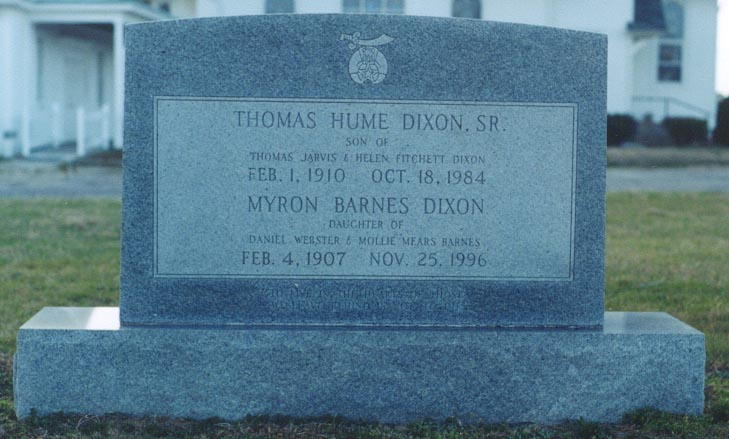 THOMAS HUME DIXON, SR.
SON OF
THOMAS JARVIS & HELEN FITCHETT DIXON
FEB. 1, 1910 OCT. 18, 1984
MYRON BARNES DIXON
DAUGHTER OF
DANIEL WEBSTER & MOLLIE MEARS BARNES
FEB. 4, 1907 NOV. 25, 1996